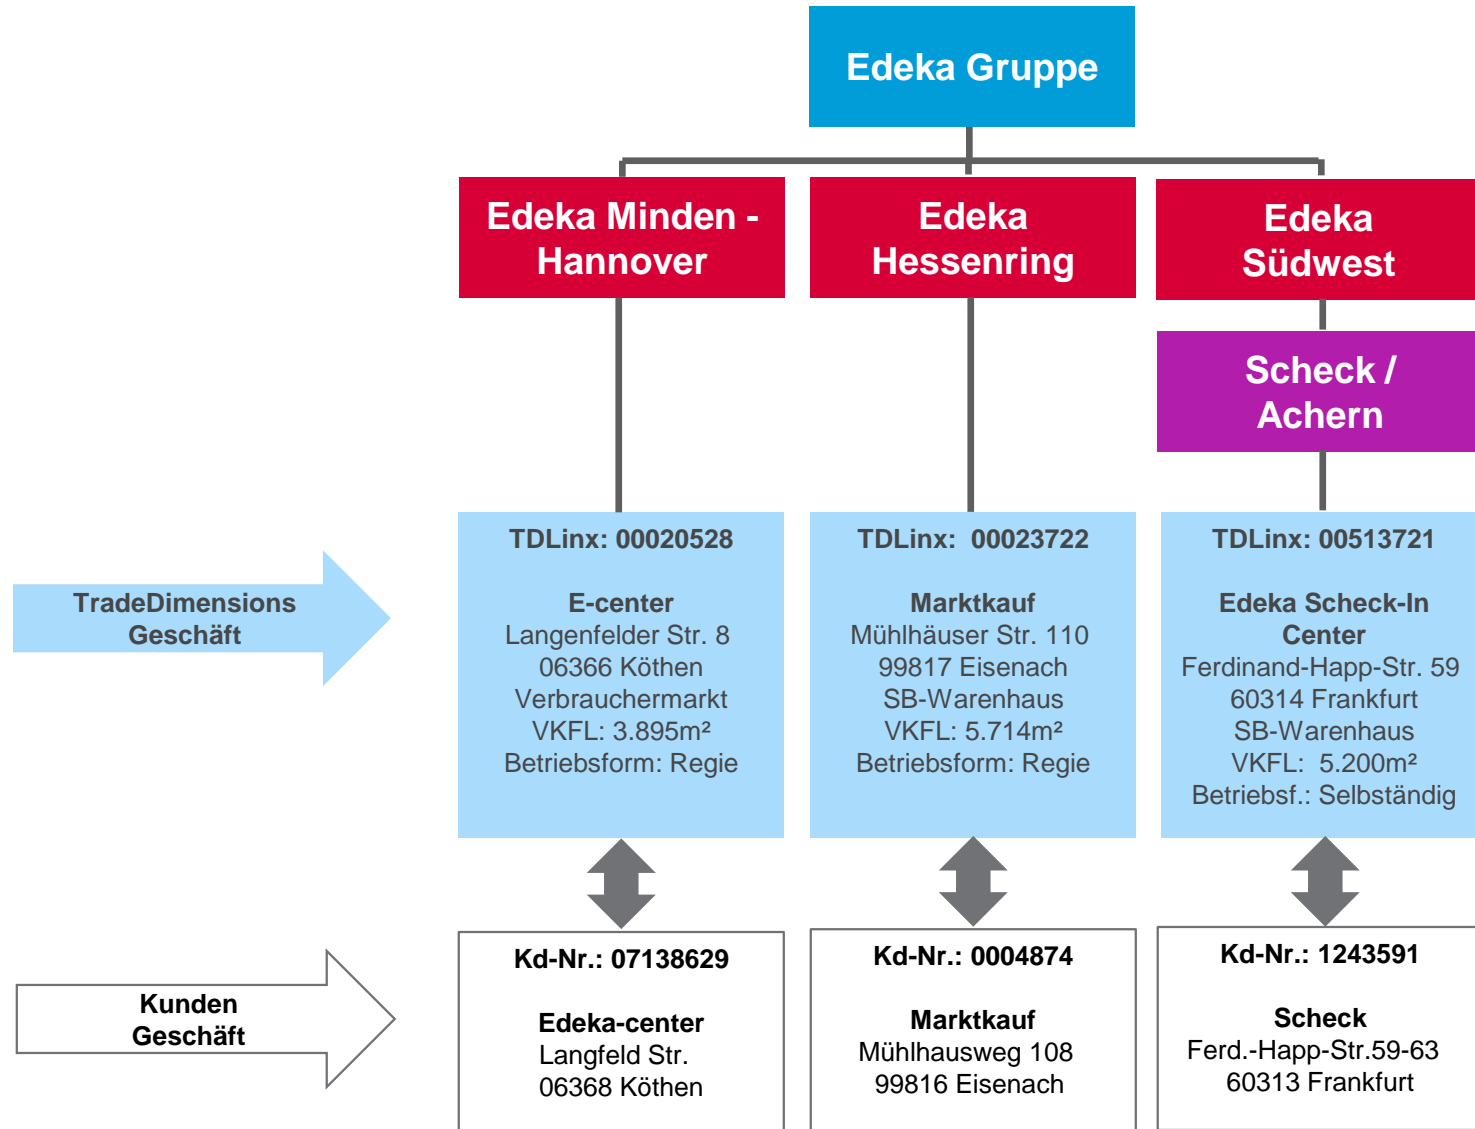 Edeka Gruppe
Edeka Minden -
Hannover
Edeka
Hessenring
Edeka
Südwest
Scheck /
Achern
TradeDimensions
Geschäft
TDLinx: 00020528
E-center
Langenfelder Str. 8
06366 Köthen
Verbrauchermarkt
VKFL: 3.895m²
Betriebsform: Regie
TDLinx:  00023722
Marktkauf
Mühlhäuser Str. 110
99817 Eisenach
SB-Warenhaus
VKFL: 5.714m²
Betriebsform: Regie
TDLinx: 00513721
Edeka Scheck-In
Center
Ferdinand-Happ-Str. 59
60314 Frankfurt
SB-Warenhaus
VKFL:  5.200m²
Betriebsf.: Selbständig
Kunden
Geschäft
Kd-Nr.: 07138629
Edeka-center
Langfeld Str.
06368 Köthen
Kd-Nr.: 0004874
Marktkauf
Mühlhausweg 108
99816 Eisenach
Kd-Nr.: 1243591
Scheck
Ferd.-Happ-Str.59-63
60313 Frankfurt